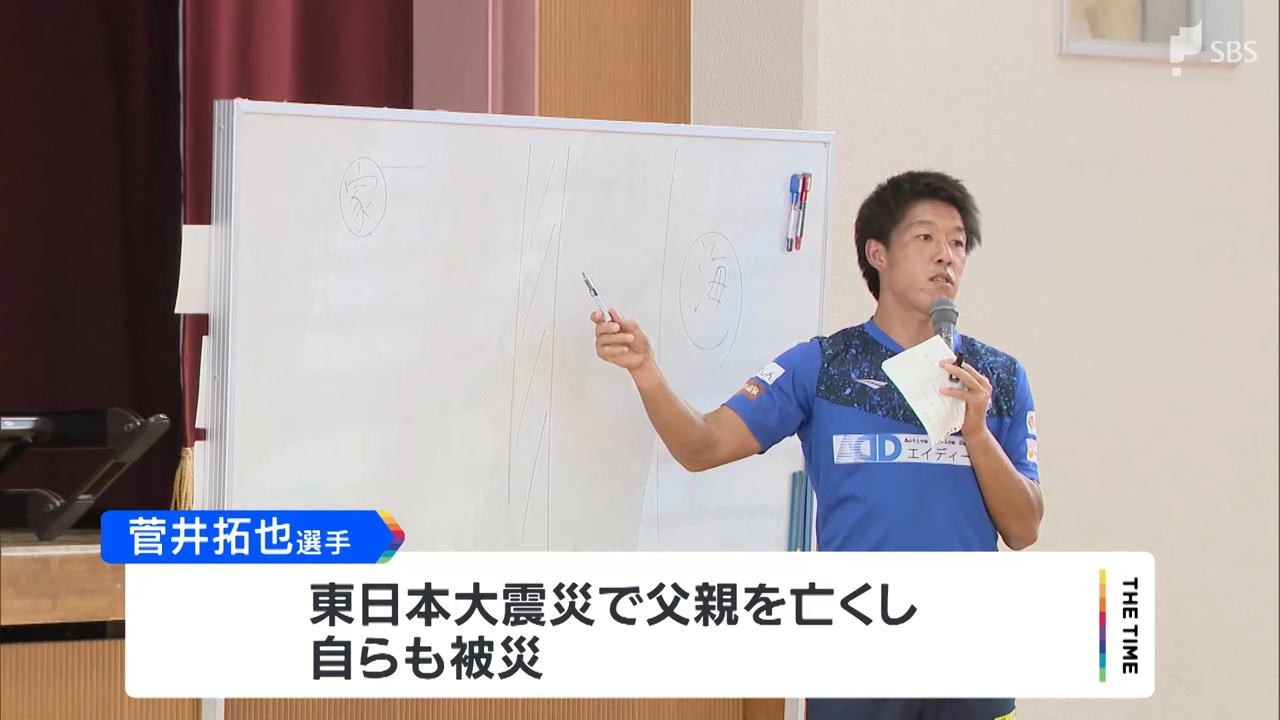 SBS
家
海
エイディー
菅井拓也選手
東日本大震災で父親を亡くし
自らも被災
THE TIME